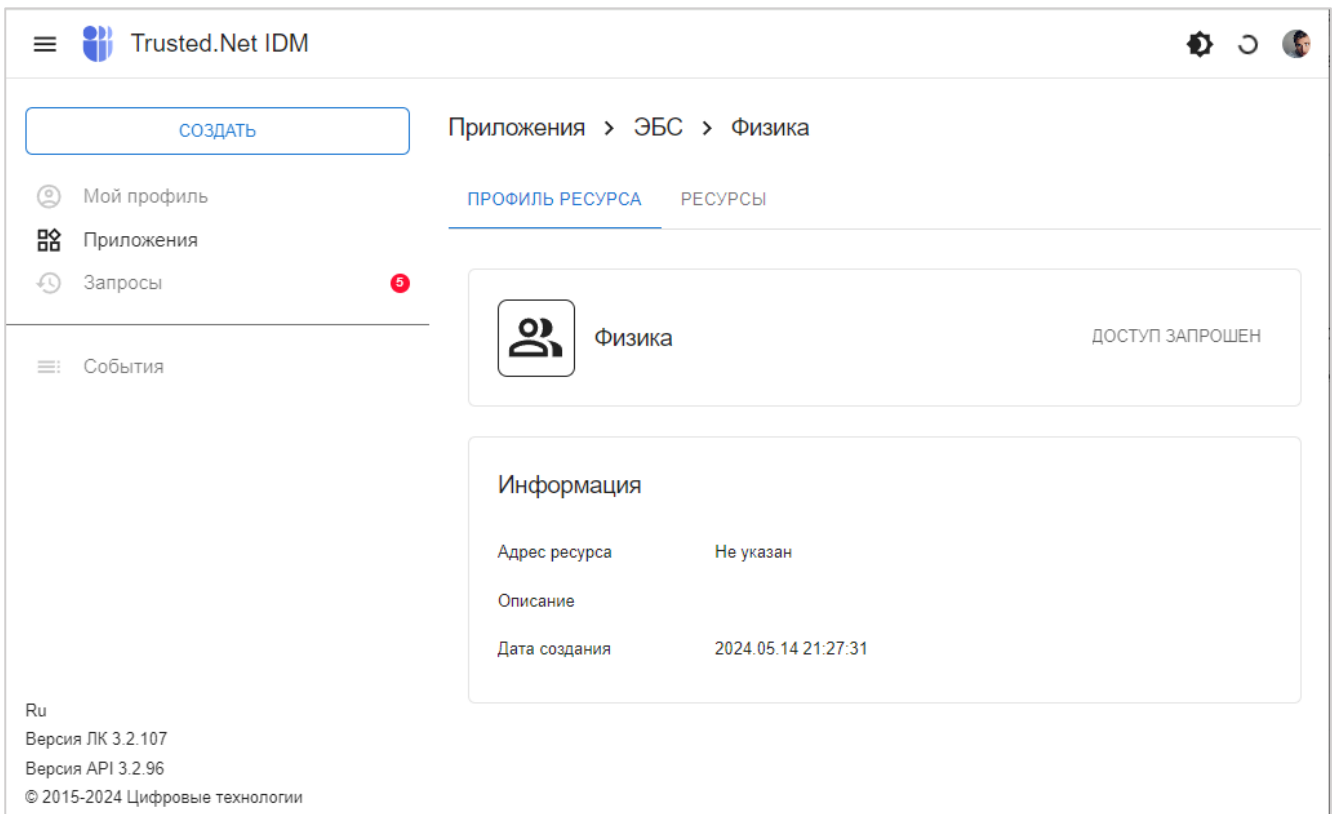 Trusted.Net IDM
СОЗДАТЬ
Мой профиль
Приложения
Запросы 5
События
Приложения > ЭБС > Физика
ПРОФИЛЬ РЕСУРСА РЕСУРСЫ
Физика ДОСТУП ЗАПРОШЕН
Информация
Адрес ресурса Не указан
Описание
Дата создания 2024.05.14 21:27:31
Ru
Версия ЛК 3.2.107
Версия API 3.2.96
© 2015-2024 Цифровые технологии